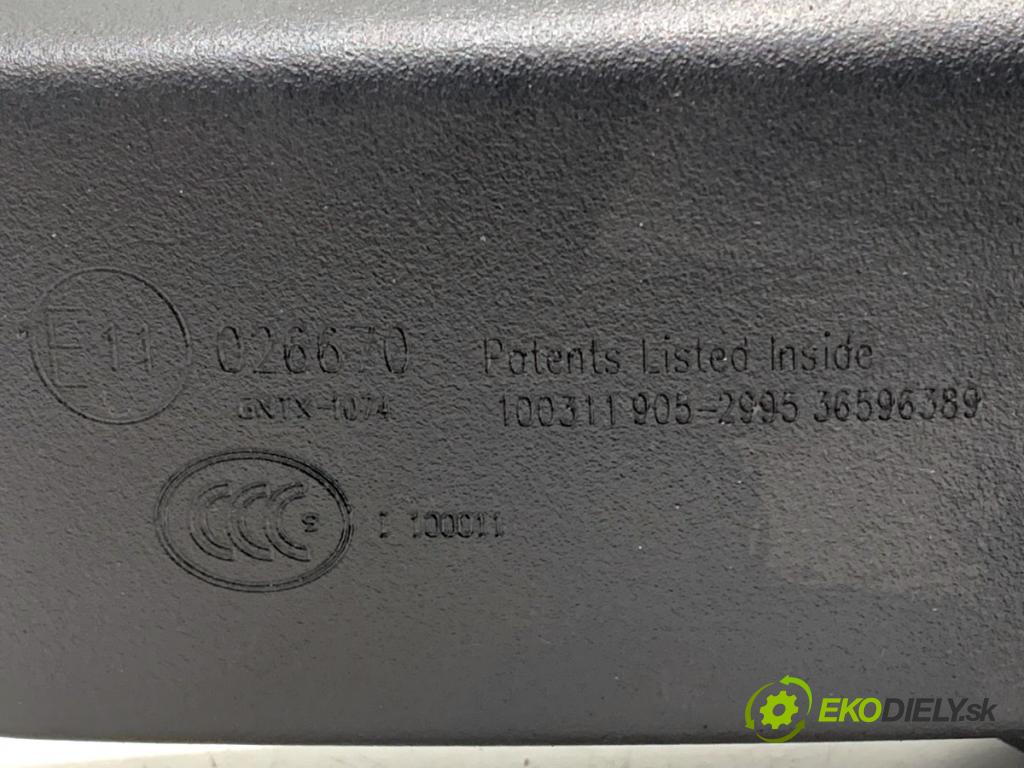 E11 026670 Patents Listed Inside
GNTX-1074 100311 905-2995 36596389
CCC S I 100011
EKODIELY.sk